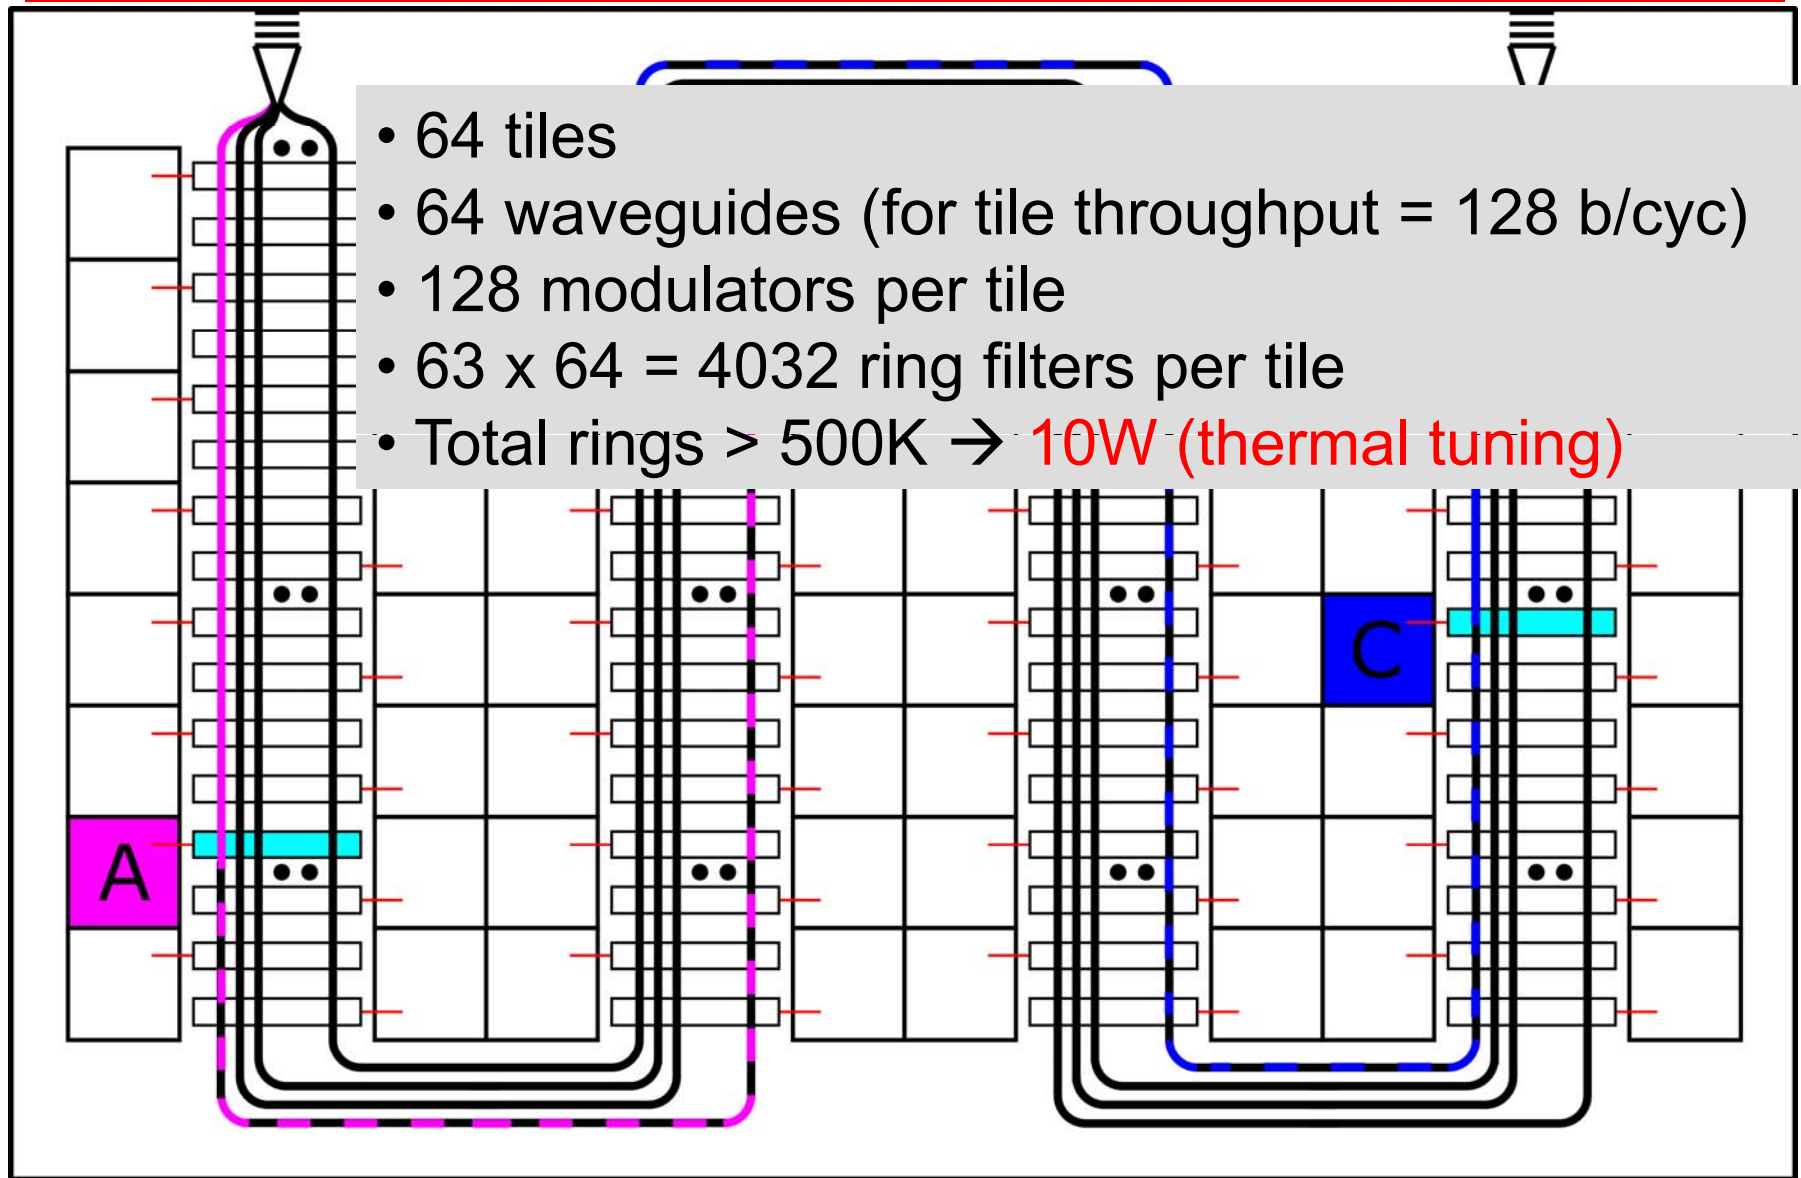 • 64 tiles
• 64 waveguides (for tile throughput = 128 b/cyc)
• 128 modulators per tile
• 63 x 64 = 4032 ring filters per tile
• Total rings > 500K → 10W (thermal tuning)
C
A